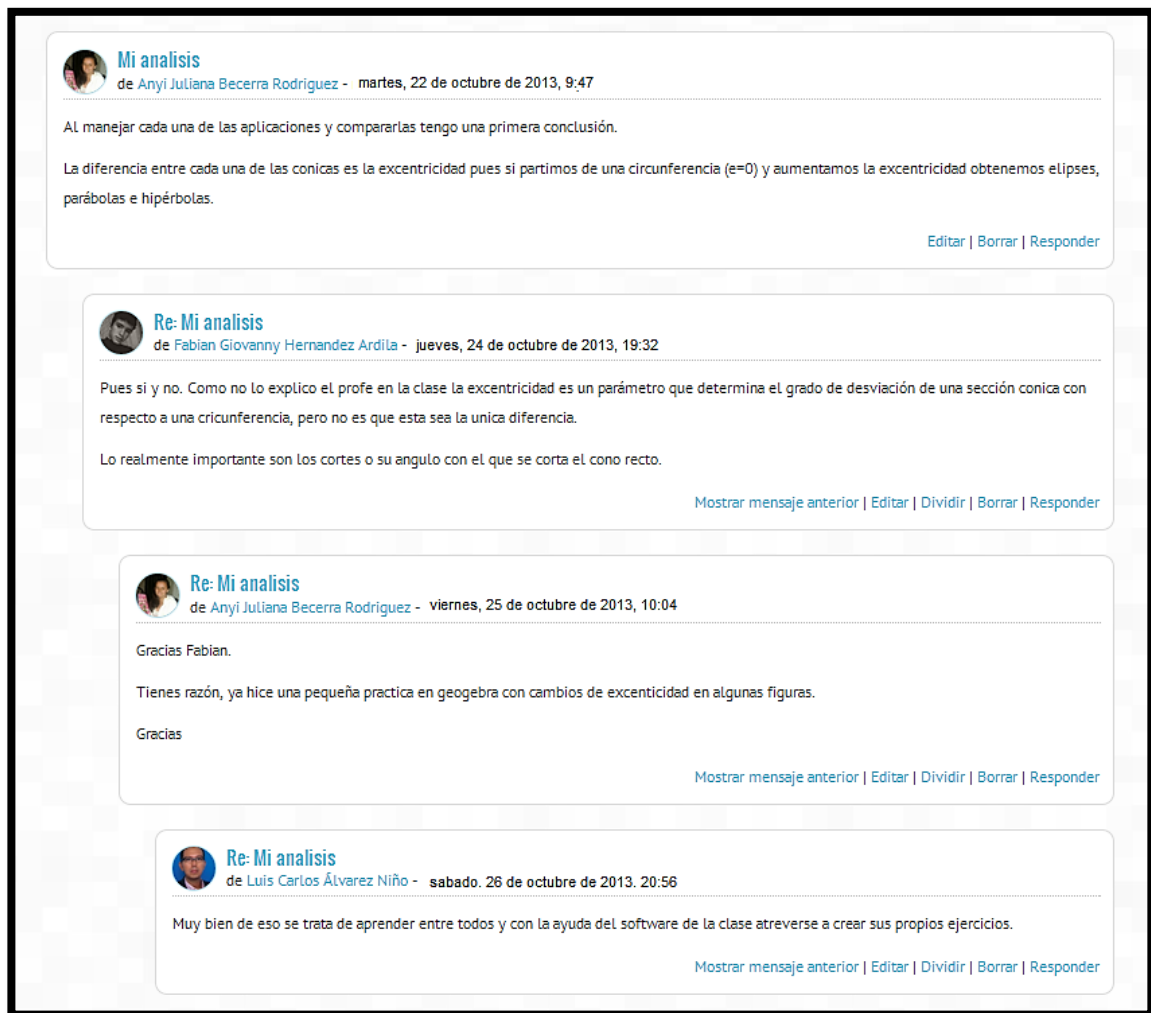 Mi analisis
de Anyi Juliana Becerra Rodriguez - martes, 22 de octubre de 2013, 9:47
Al manejar cada una de las aplicaciones y compararlas tengo una primera conclusión.
La diferencia entre cada una de las conicas es la excentricidad pues si partimos de una circunferencia (e=0) y aumentamos la excentricidad obtenemos elipses,
parábolas e hipérbolas.
Editar | Borrar | Responder
Re: Mi analisis
de Fabian Giovanny Hernandez Ardila - jueves, 24 de octubre de 2013, 19:32
Pues si y no. Como no lo explico el profe en la clase la excentricidad es un parámetro que determina el grado de desviación de una sección conica con
respecto a una cricunferencia, pero no es que esta sea la unica diferencia.
Lo realmente importante son los cortes o su angulo con el que se corta el cono recto.
Mostrar mensaje anterior | Editar | Dividir | Borrar | Responder
Re: Mi analisis
de Anyi Juliana Becerra Rodriguez - viernes, 25 de octubre de 2013, 10:04
Gracias Fabian.
Tienes razón, ya hice una pequeña practica en geogebra con cambios de excenticidad en algunas figuras.
Gracias
Mostrar mensaje anterior | Editar | Dividir | Borrar | Responder
Re: Mi analisis
de Luis Carlos Álvarez Niño - sabado. 26 de octubre de 2013. 20:56
Muy bien de eso se trata de aprender entre todos y con la ayuda del software de la clase atreverse a crear sus propios ejercicios.
Mostrar mensaje anterior | Editar | Dividir | Borrar | Responder